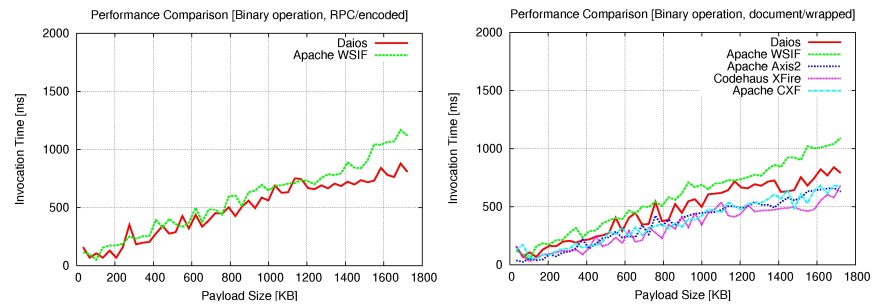 Performance Comparison [Binary operation, RPC/encoded]
2000
1500
1000
500
0
Invocation Time [ms]
Daios
Apache WSIF
0 200 400 600 800 1000 1200 1400 1600 1800
Payload Size [KB]
Performance Comparison [Binary operation, document/wrapped]
2000
1500
1000
500
0
Invocation Time [ms]
Daios
Apache WSIF
Apache Axis2
Codehaus XFire
Apache CXF
0 200 400 600 800 1000 1200 1400 1600 1800
Payload Size [KB]